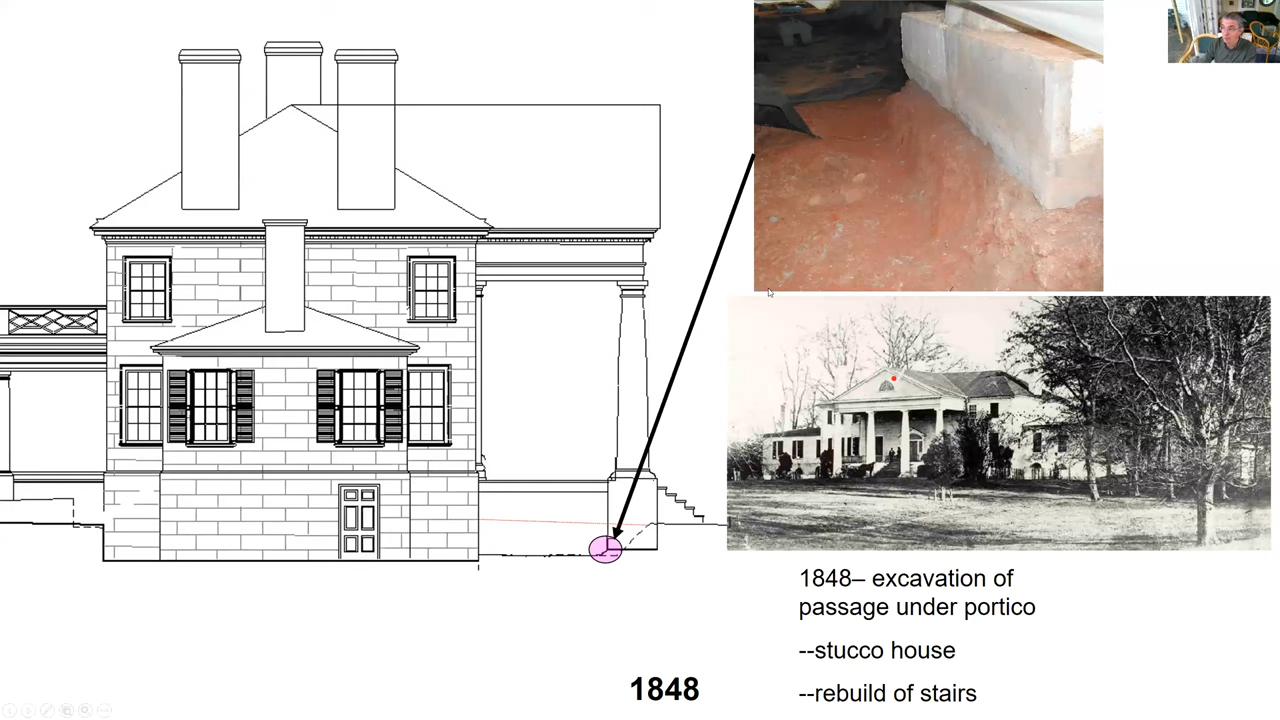 1848– excavation of
passage under portico
--stucco house
--rebuild of stairs
1848